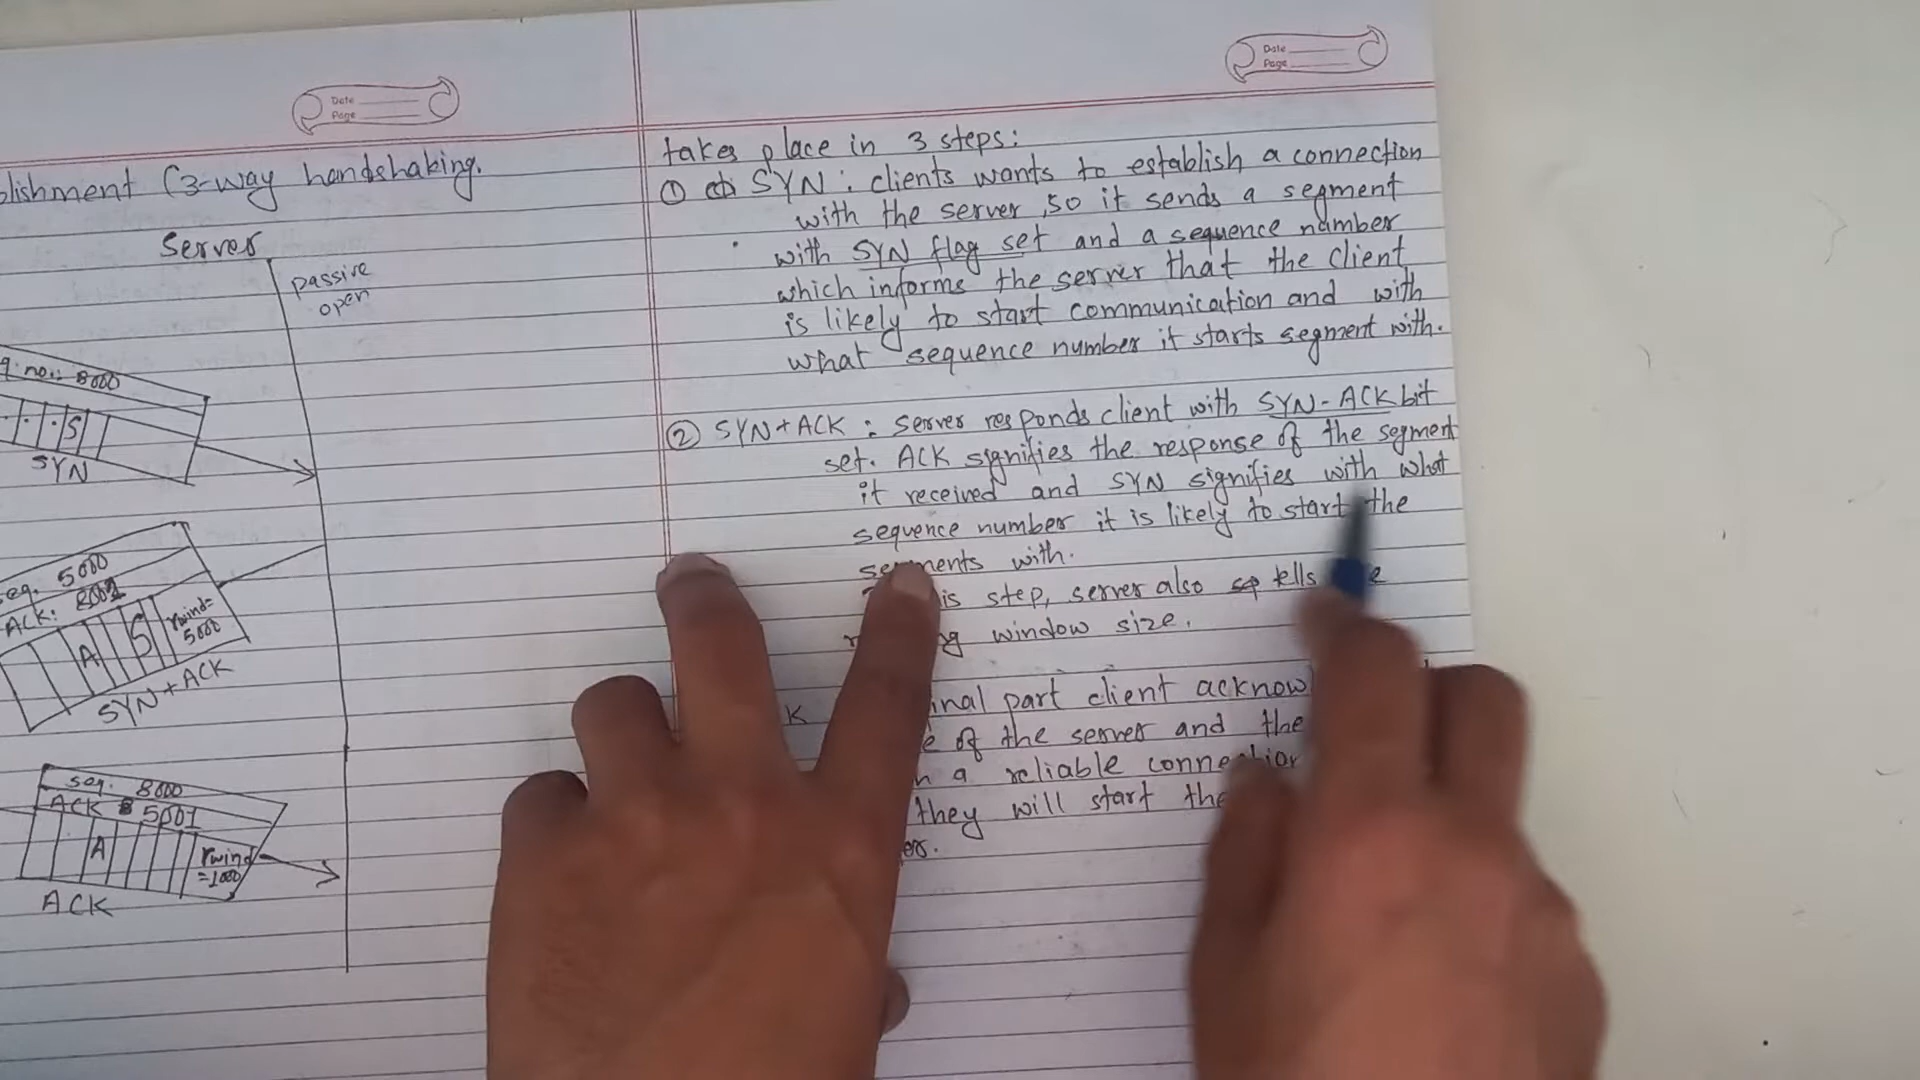 Date
Page
blishment (3-way handshaking.
Server
passive
open
no.: 8000
S
SYN
seq. 5000
ACK: 8001
A S rwind=
5000
SYN+ACK
seq. 8000
ACK 5001
A rwind
=1000
ACK
Date
Page
takes place in 3 steps:
① SYN: clients wants to establish a connection
with the server, so it sends a segment
with SYN flag set and a sequence number
which informs the server that the client
is likely to start communication and with
what sequence number it starts segment with.
② SYN+ACK : server responds client with SYN-ACK bit
set. ACK signifies the response of the segment
it received and SYN signifies with what
sequence number it is likely to start the
segments with.
is step, server also tells
window size.
K inal part client acknow
of the server and the
a reliable connection
they will start the